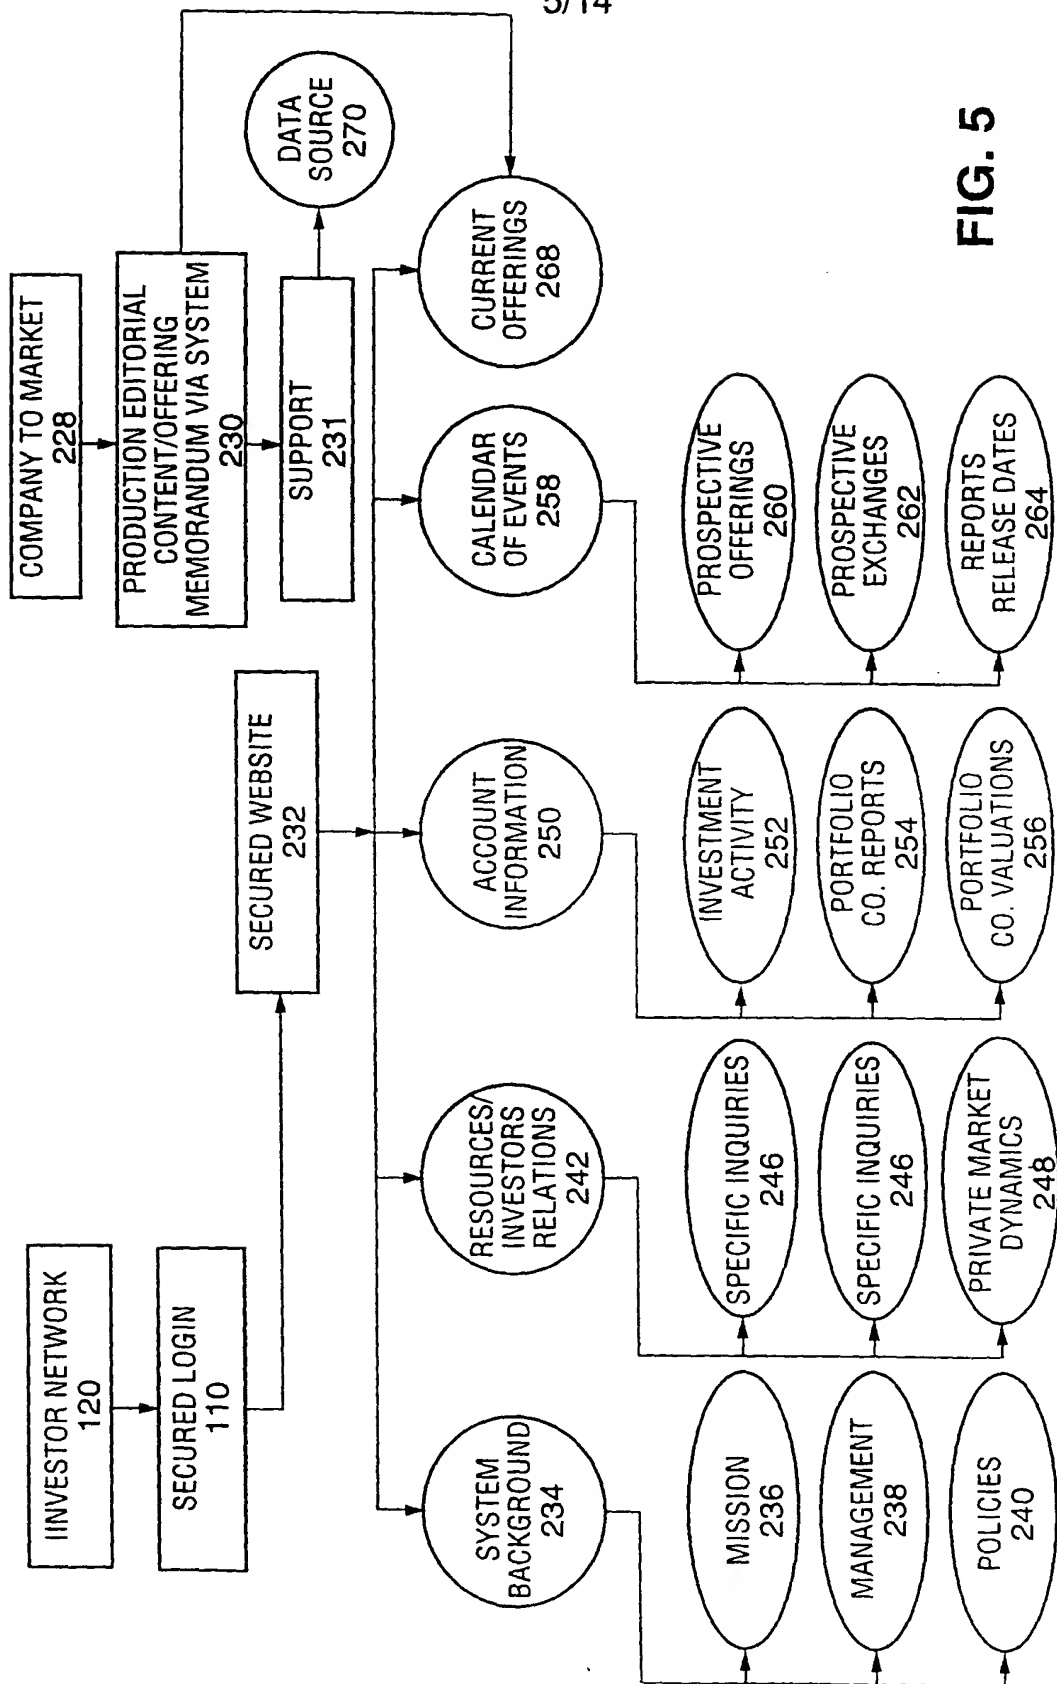 5/14
IINVESTOR NETWORK
120
SECURED LOGIN
110
SECURED WEBSITE
232
COMPANY TO MARKET
228
PRODUCTION EDITORIAL
CONTENT/OFFERING
MEMORANDUM VIA SYSTEM
230
SUPPORT
231
DATA
SOURCE
270
SYSTEM
BACKGROUND
234
RESOURCES/
INVESTORS
RELATIONS
242
ACCOUNT
INFORMATION
250
CALENDAR
OF EVENTS
258
CURRENT
OFFERINGS
268
MISSION
236
MANAGEMENT
238
POLICIES
240
SPECIFIC INQUIRIES
246
SPECIFIC INQUIRIES
246
PRIVATE MARKET
DYNAMICS
248
INVESTMENT
ACTIVITY
252
PORTFOLIO
CO. REPORTS
254
PORTFOLIO
CO. VALUATIONS
256
PROSPECTIVE
OFFERINGS
260
PROSPECTIVE
EXCHANGES
262
REPORTS
RELEASE DATES
264
FIG. 5